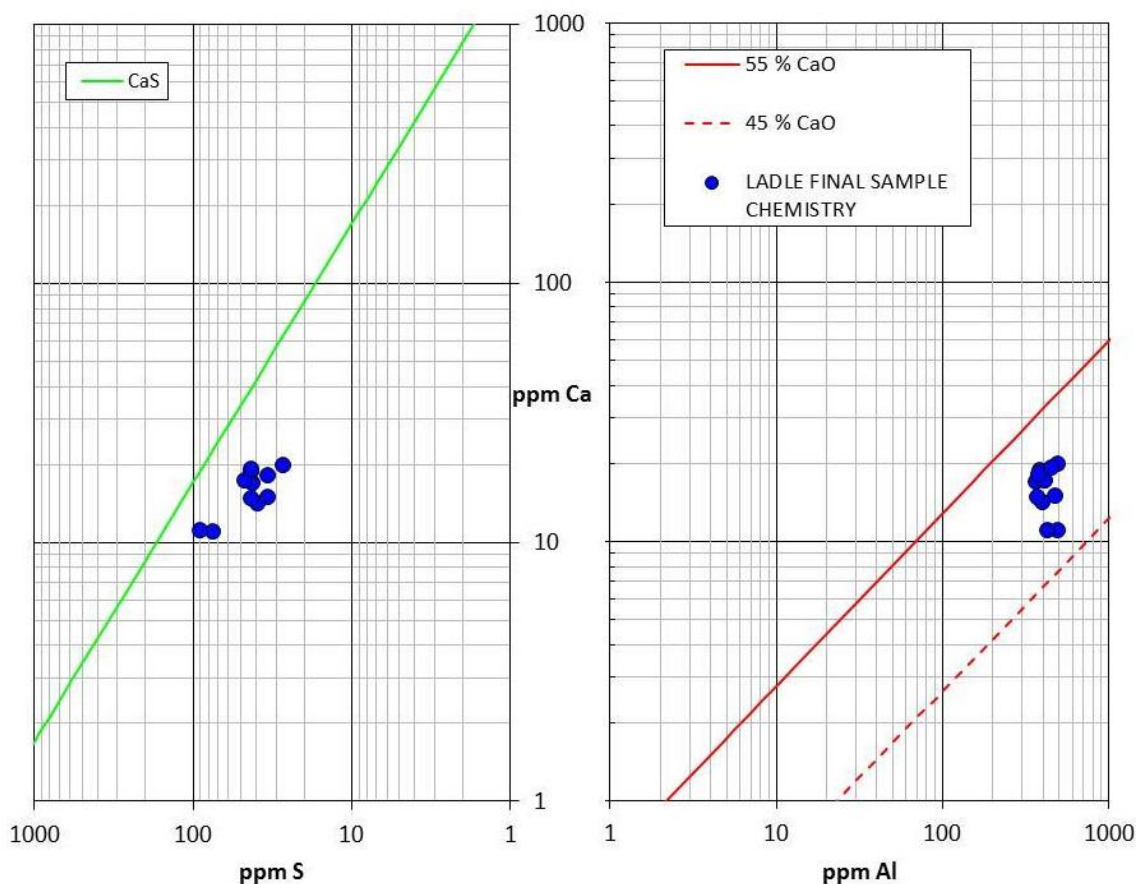 CaS
1000
55 % CaO
45 % CaO
LADLE FINAL SAMPLE
CHEMISTRY
100
ppm Ca
10
1
1000 100 10 1
1 10 100 1000
ppm S
ppm Al